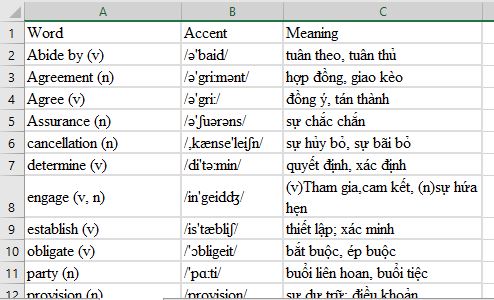 A B C
1 Word Accent Meaning
2 Abide by (v) /ə'baid/ tuân theo, tuân thủ
3 Agreement (n) /ə'gri:mənt/ hợp đồng, giao kèo
4 Agree (v) /ə'gri:/ đồng ý, tán thành
5 Assurance (n) /ə'ʃuərəns/ sự chắc chắn
6 cancellation (n) /,kænse'leiʃn/ sự hủy bỏ, sự bãi bỏ
7 determine (v) /di'tə:min/ quyết định, xác định
(v)Tham gia,cam kết, (n)sự hứa
8 engage (v, n) /in'geidʤ/ hẹn
9 establish (v) /is'tæbliʃ/ thiết lập; xác minh
10 obligate (v) /'ɔbligeit/ bắt buộc, ép buộc
11 party (n) /'pɑ:ti/ buổi liên hoan, buổi tiệc
12 provision (n) /provision/ sự dự trữ; điều khoản